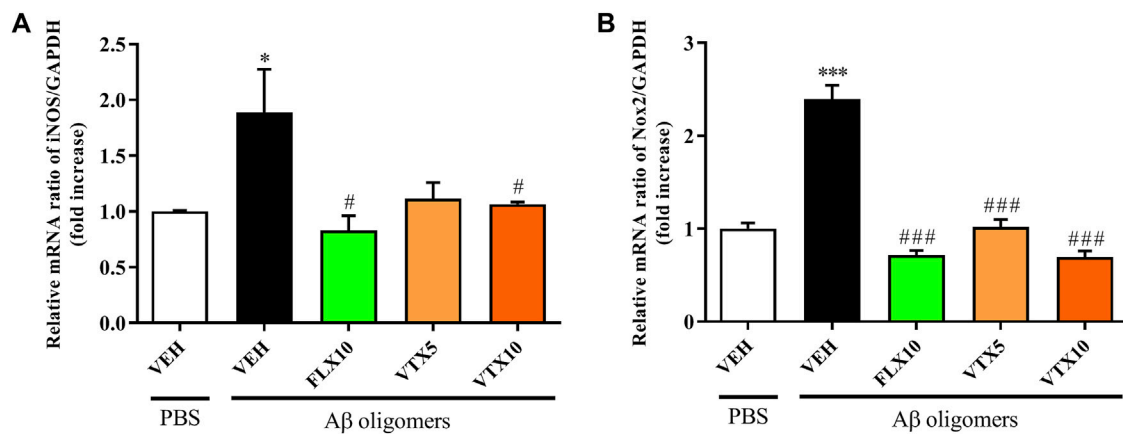 A
Relative mRNA ratio of iNOS/GAPDH
(fold increase)
2.5
2.0
1.5
1.0
0.5
0.0
*
#
#
VEH
VEH
FLX10
VTX5
VTX10
PBS
Aβ oligomers
B
Relative mRNA ratio of Nox2/GAPDH
(fold increase)
3
2
1
0
***
###
###
###
VEH
VEH
FLX10
VTX5
VTX10
PBS
Aβ oligomers